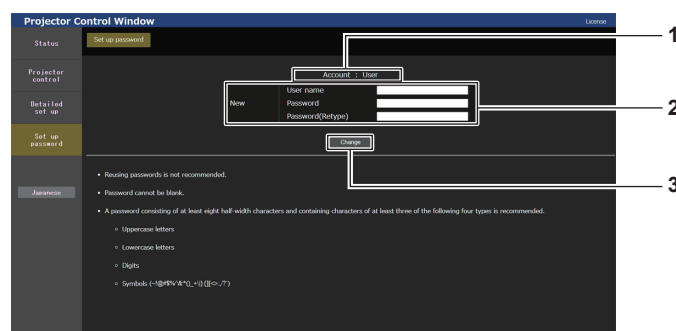 Projector Control Window
License
Status
Set up password
1
Projector
control
Account : User
User name
New
Password
2
Password(Retype)
Detailed
set up
Set up
password
Change
3
Japanese
• Reusing passwords is not recommended.
• Password cannot be blank.
• A password consisting of at least eight half-width characters and containing characters of at least three of the following four types is recommended.
Uppercase letters
Lowercase letters
Digits
Symbols